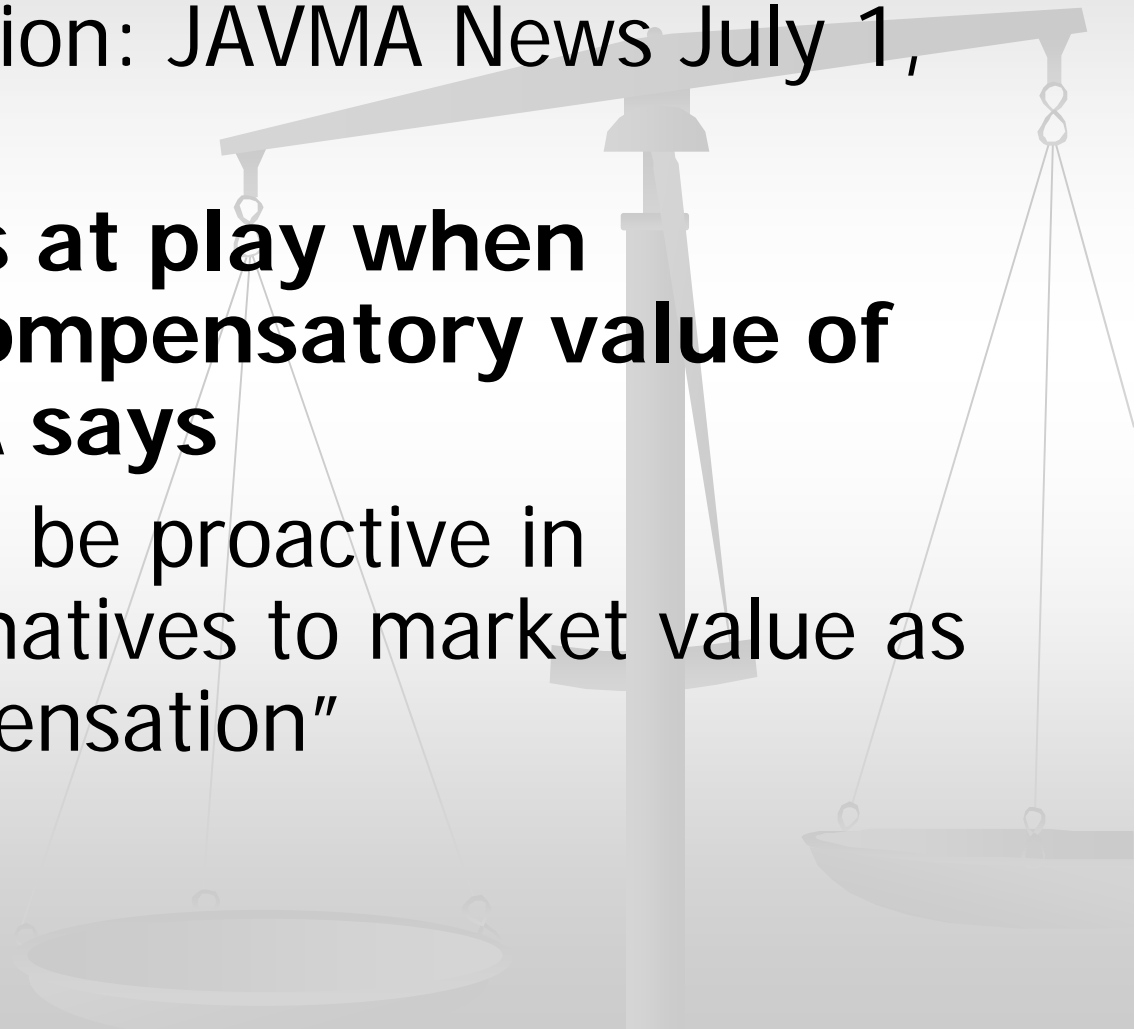 ion: JAVMA News July 1,
s at play when
ompensatory value of
says
be proactive in
natives to market value as
ensation”